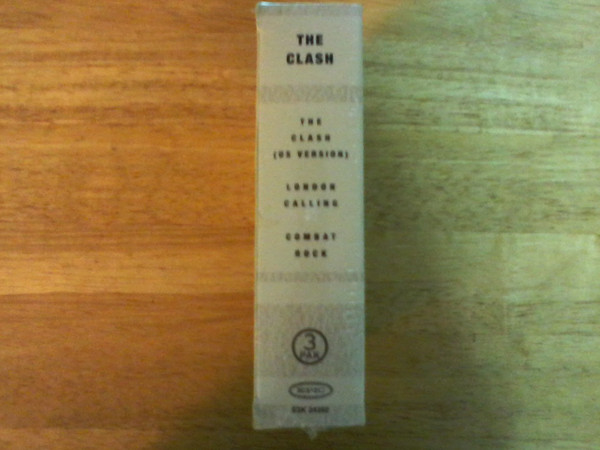 THE
CLASH
THE
CLASH
(US VERSION)
LONDON
CALLING
COMBAT
ROCK
3
PAK